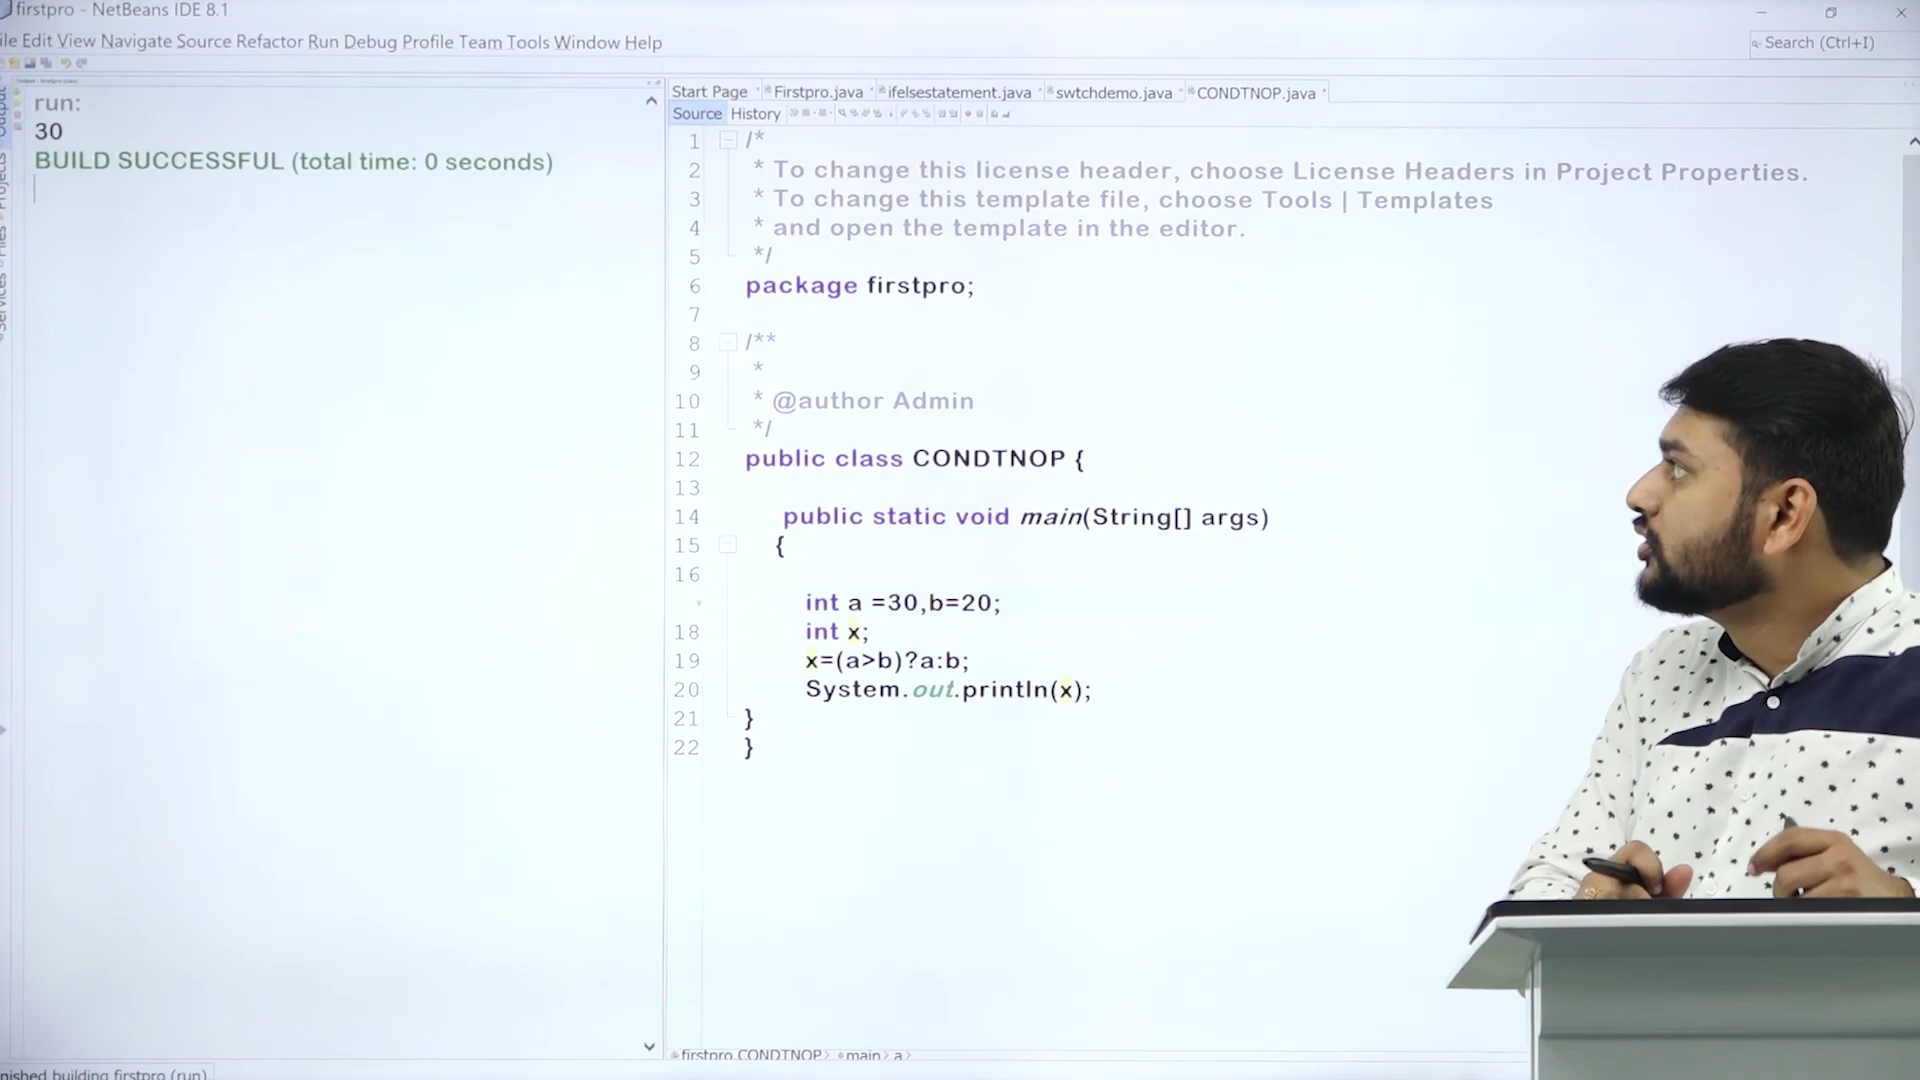 firstpro - NetBeans IDE 8.1
ile Edit View Navigate Source Refactor Run Debug Profile Team Tools Window Help
Search (Ctrl+I)
Output
Projects
Files
Services
run:
30
BUILD SUCCESSFUL (total time: 0 seconds)
Start Page Firstpro.java ifelsestatement.java swtchdemo.java CONDTNOP.java
Source History
1 /*
2 * To change this license header, choose License Headers in Project Properties.
3 * To change this template file, choose Tools | Templates
4 * and open the template in the editor.
5 */
6 package firstpro;
7
8 /**
9 *
10 * @author Admin
11 */
12 public class CONDTNOP {
13
14 public static void main(String[] args)
15 {
16
int a =30,b=20;
18 int x;
19 x=(a>b)?a:b;
20 System.out.println(x);
21 }
22 }
firstpro.CONDTNOP > main > a >
nished building firstpro (run)